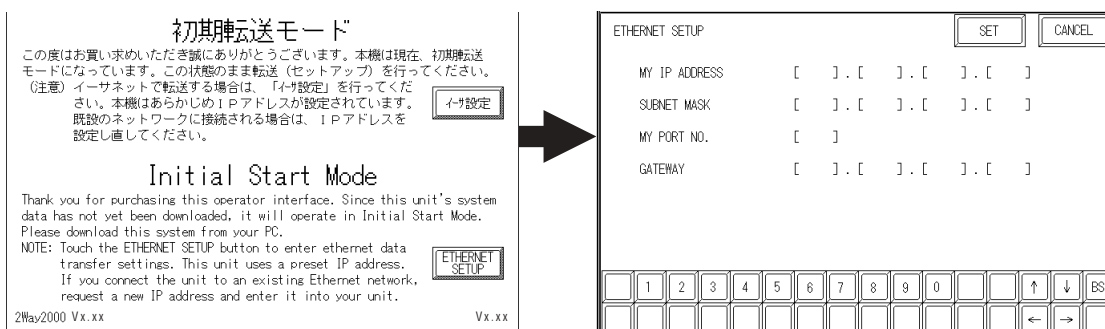 初期転送モード
この度はお買い求めいただき誠にありがとうございます。本機は現在、初期転送
モードになっています。この状態のまま転送（セットアップ）を行ってください。
（注意）イーサネットで転送する場合は、「ｲｰｻ設定」を行ってくだ
さい。本機はあらかじめＩＰアドレスが設定されています。
既設のネットワークに接続される場合は、ＩＰアドレスを
設定し直してください。
ｲｰｻ設定
Initial Start Mode
Thank you for purchasing this operator interface. Since this unit's system
data has not yet been downloaded, it will operate in Initial Start Mode.
Please download this system from your PC.
NOTE: Touch the ETHERNET SETUP button to enter ethernet data
transfer settings. This unit uses a preset IP address.
If you connect the unit to an existing Ethernet network,
request a new IP address and enter it into your unit.
ETHERNET
SETUP
2Way2000 Vx.xx Vx.xx
ETHERNET SETUP SET CANCEL
MY IP ADDRESS [ ] . [ ] . [ ] . [ ]
SUBNET MASK [ ] . [ ] . [ ] . [ ]
MY PORT NO. [ ]
GATEWAY [ ] . [ ] . [ ] . [ ]
1 2 3 4 5 6 7 8 9 0 ↑ ↓ BS
← →